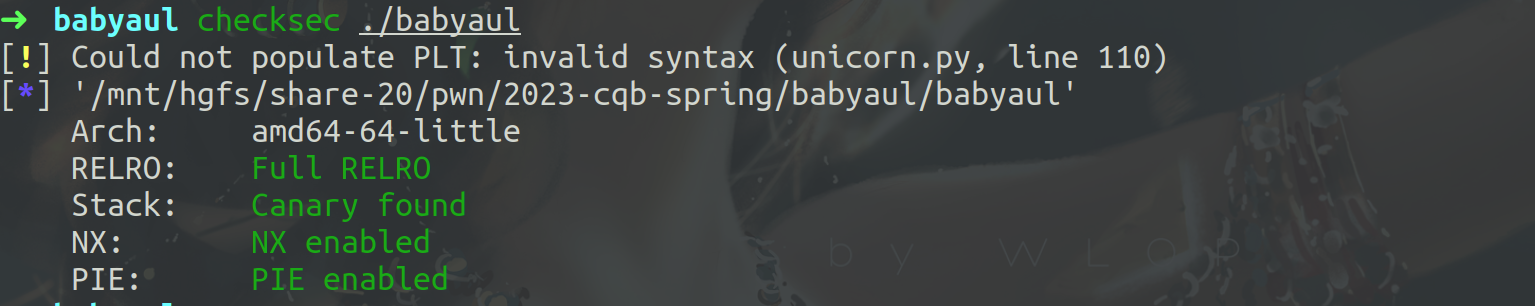 ➜ babyaul checksec ./babyaul
[!] Could not populate PLT: invalid syntax (unicorn.py, line 110)
[*] '/mnt/hgfs/share-20/pwn/2023-cqb-spring/babyaul/babyaul'
Arch: amd64-64-little
RELRO: Full RELRO
Stack: Canary found
NX: NX enabled
PIE: PIE enabled
by WLOP